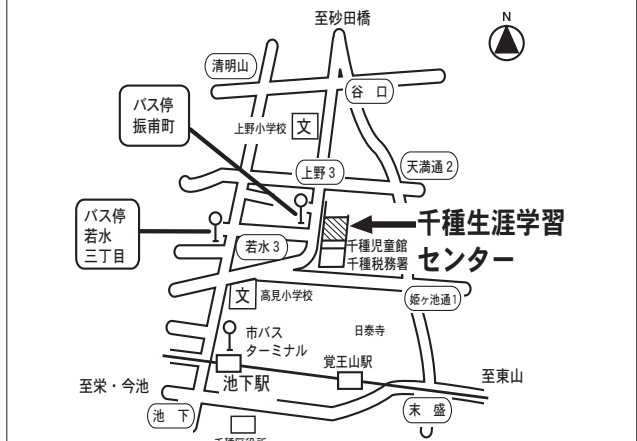 至砂田橋
N
清明山
谷 口
バス停
振甫町
上野小学校
文
上野3
天満通2
バス停
若水
三丁目
若水3
千種生涯学習
センター
千種児童館
千種税務署
文
高見小学校
姫ヶ池通1
市バス
ターミナル
日泰寺
覚王山駅
池下駅
至栄・今池
至東山
池 下
末 盛
千種区役所